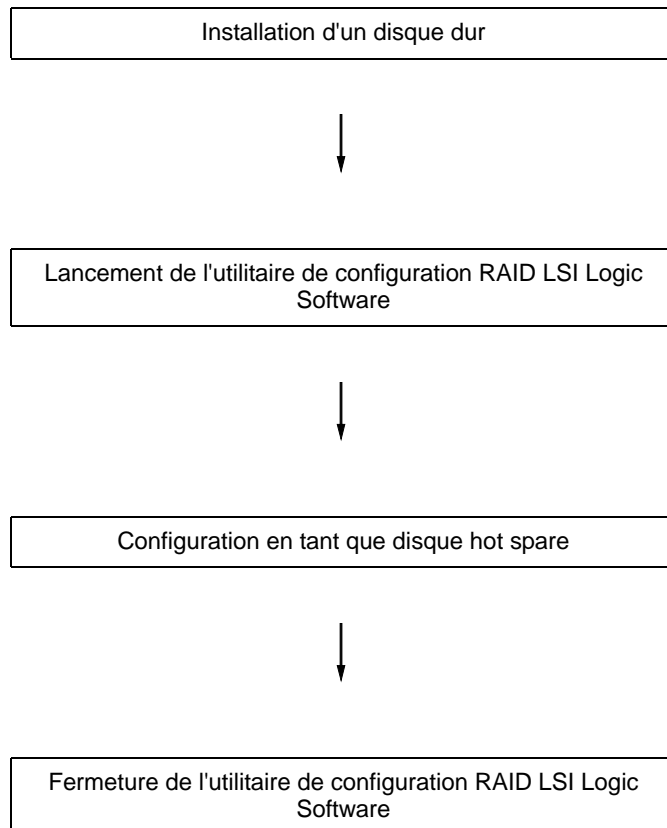 Installation d'un disque dur
Lancement de l'utilitaire de configuration RAID LSI Logic
Software
Configuration en tant que disque hot spare
Fermeture de l'utilitaire de configuration RAID LSI Logic
Software